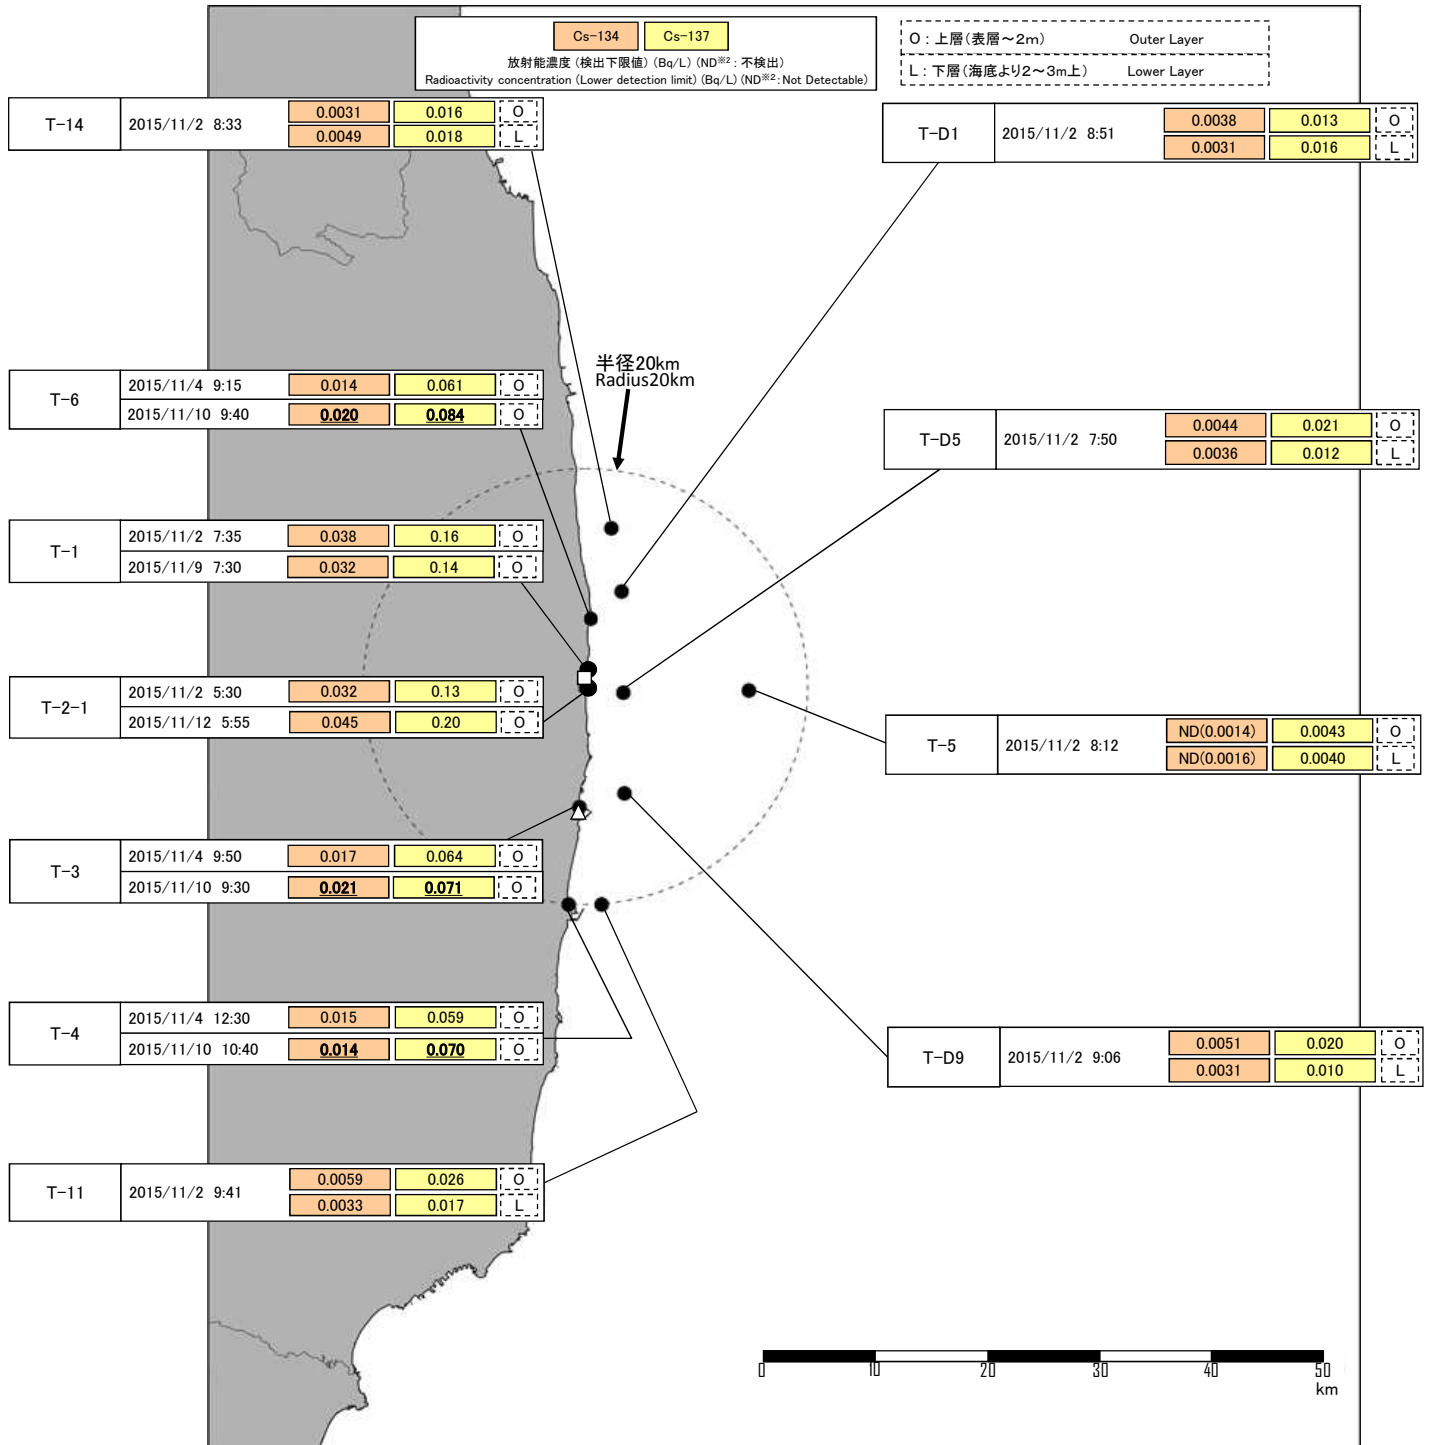 Cs-134 Cs-137
放射能濃度 (検出下限値) (Bq/L) (ND※2 : 不検出)
Radioactivity concentration (Lower detection limit) (Bq/L) (ND※2 : Not Detectable)
O : 上層(表層～2m) Outer Layer
L : 下層(海底より2～3m上) Lower Layer
T-14 2015/11/2 8:33
0.0031 0.016 O
0.0049 0.018 L
T-D1 2015/11/2 8:51
0.0038 0.013 O
0.0031 0.016 L
半径20km
Radius20km
T-6
2015/11/4 9:15 0.014 0.061 O
2015/11/10 9:40 0.020 0.084 O
T-D5 2015/11/2 7:50
0.0044 0.021 O
0.0036 0.012 L
T-1
2015/11/2 7:35 0.038 0.16 O
2015/11/9 7:30 0.032 0.14 O
T-2-1
2015/11/2 5:30 0.032 0.13 O
2015/11/12 5:55 0.045 0.20 O
T-5 2015/11/2 8:12
ND(0.0014) 0.0043 O
ND(0.0016) 0.0040 L
T-3
2015/11/4 9:50 0.017 0.064 O
2015/11/10 9:30 0.021 0.071 O
T-4
2015/11/4 12:30 0.015 0.059 O
2015/11/10 10:40 0.014 0.070 O
T-D9 2015/11/2 9:06
0.0051 0.020 O
0.0031 0.010 L
T-11 2015/11/2 9:41
0.0059 0.026 O
0.0033 0.017 L
0 10 20 30 40 50
km